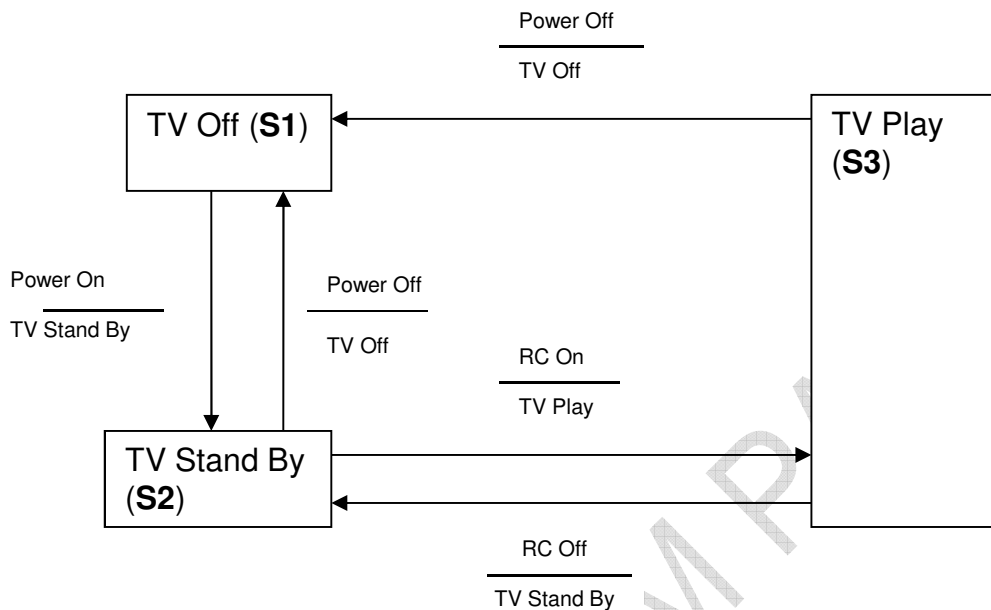 Power Off
TV Off
TV Off (S1)
TV Play
(S3)
Power On
TV Stand By
Power Off
TV Off
RC On
TV Play
TV Stand By
(S2)
RC Off
TV Stand By
MPA